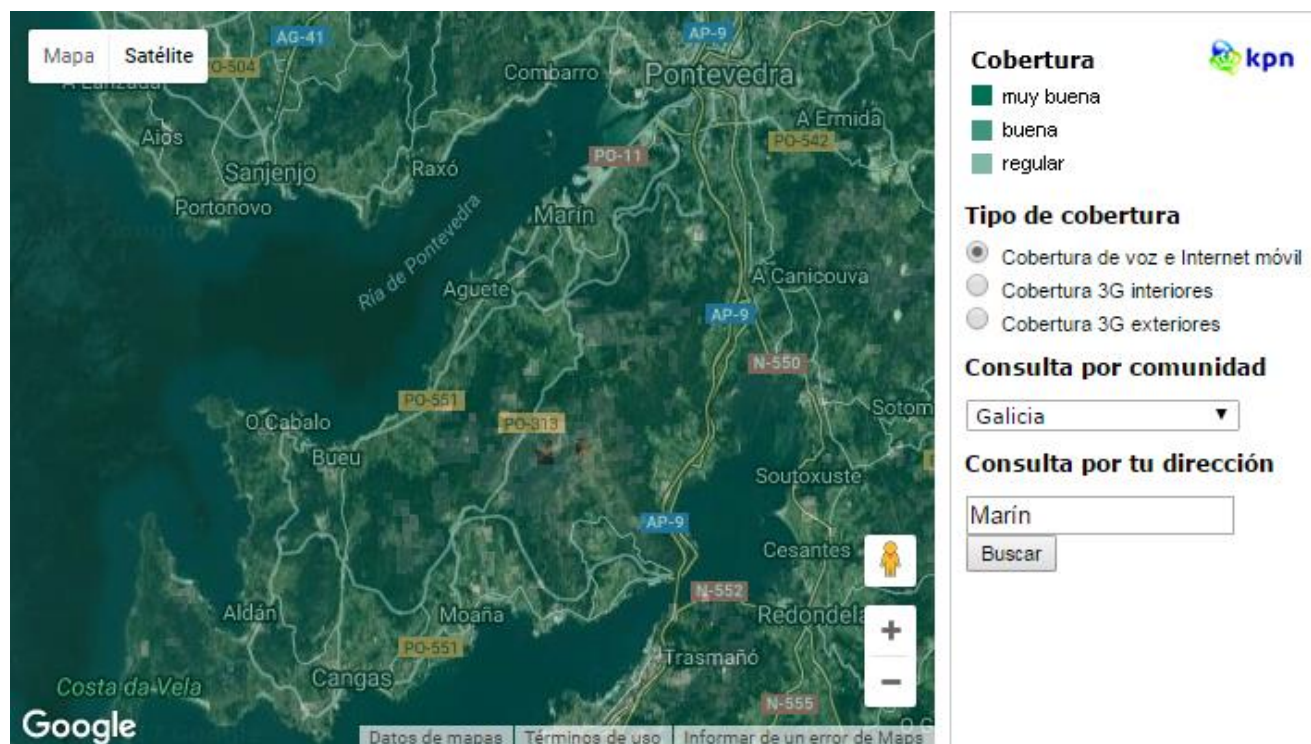 Mapa
Satélite
AG-41
AP-9
PO-504
Combarro
Pontevedra
A Lanzada
A Ermida
Aios
PO-542
PO-11
Sanjenjo
Raxó
Portonovo
Marín
Ría de Pontevedra
A Canicouva
Aguete
AP-9
N-550
PO-551
Sotom
O Cabalo
PO-313
Bueu
Soutoxuste
AP-9
Cesantes
N-552
Aldán
Moaña
Redondela
PO-551
Trasmañó
Cangas
Costa da Vela
N-555
Google
Datos de mapas
Términos de uso
Informar de un error de Maps
Cobertura
kpn
muy buena
buena
regular
Tipo de cobertura
Cobertura de voz e Internet móvil
Cobertura 3G interiores
Cobertura 3G exteriores
Consulta por comunidad
Galicia
Consulta por tu dirección
Marín
Buscar